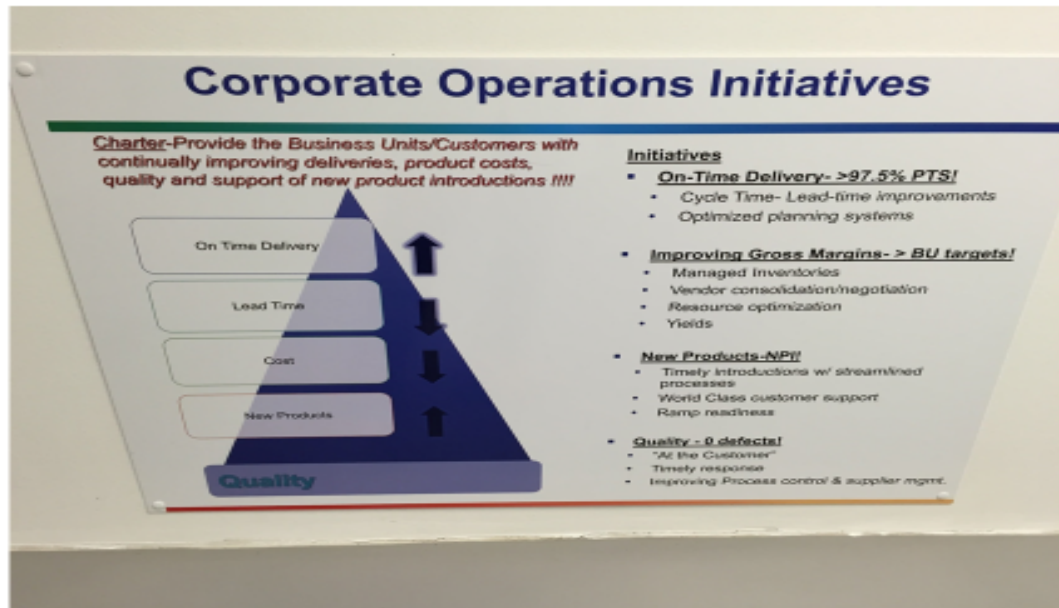 Corporate Operations Initiatives
Charter-Provide the Business Units/Customers with
continually improving deliveries, product costs,
quality and support of new product introductions !!!!
On Time Delivery
Lead Time
Cost
New Products
Quality
Initiatives
▪ On-Time Delivery- >97.5% PTS!
• Cycle Time- Lead-time improvements
• Optimized planning systems
▪ Improving Gross Margins- > BU targets!
• Managed Inventories
• Vendor consolidation/negotiation
• Resource optimization
• Yields
▪ New Products-NPI!
• Timely Introductions w/ streamlined
processes
• World Class customer support
• Ramp readiness
▪ Quality - 0 defects!
• "At the Customer"
• Timely response
• Improving Process control & supplier mgmt.